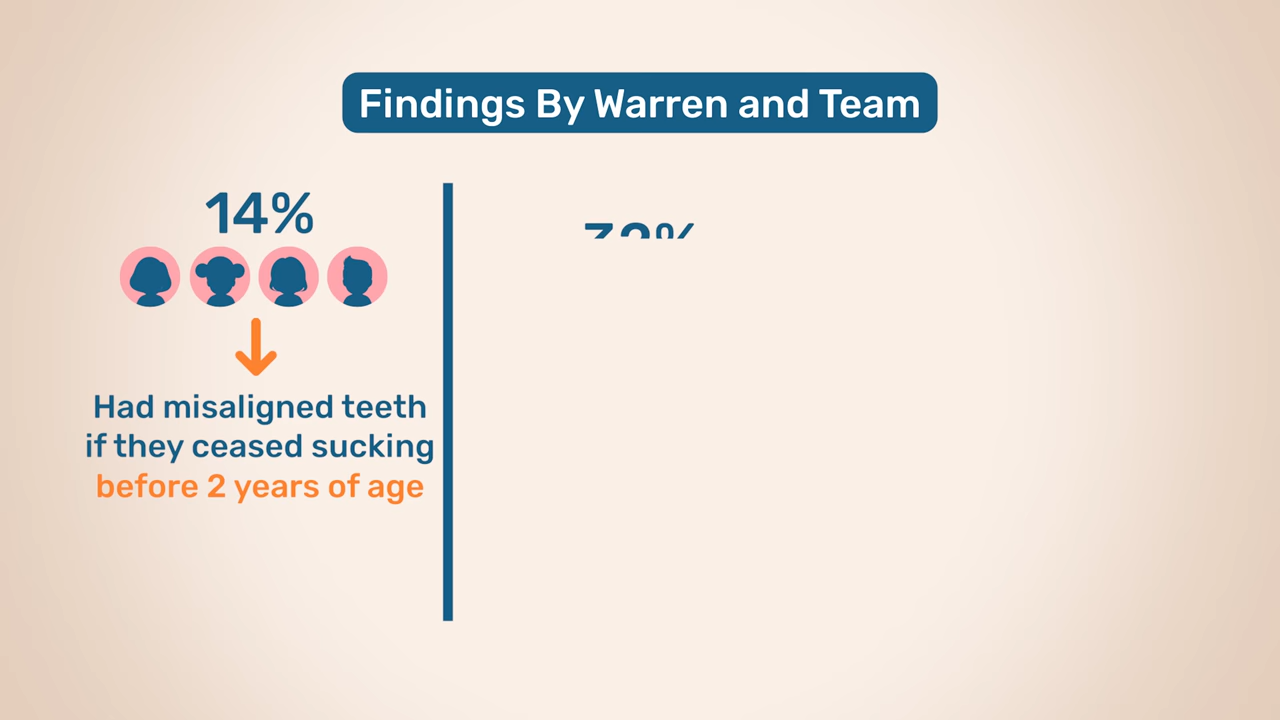 Findings By Warren and Team
14%
Had misaligned teeth
if they ceased sucking
before 2 years of age